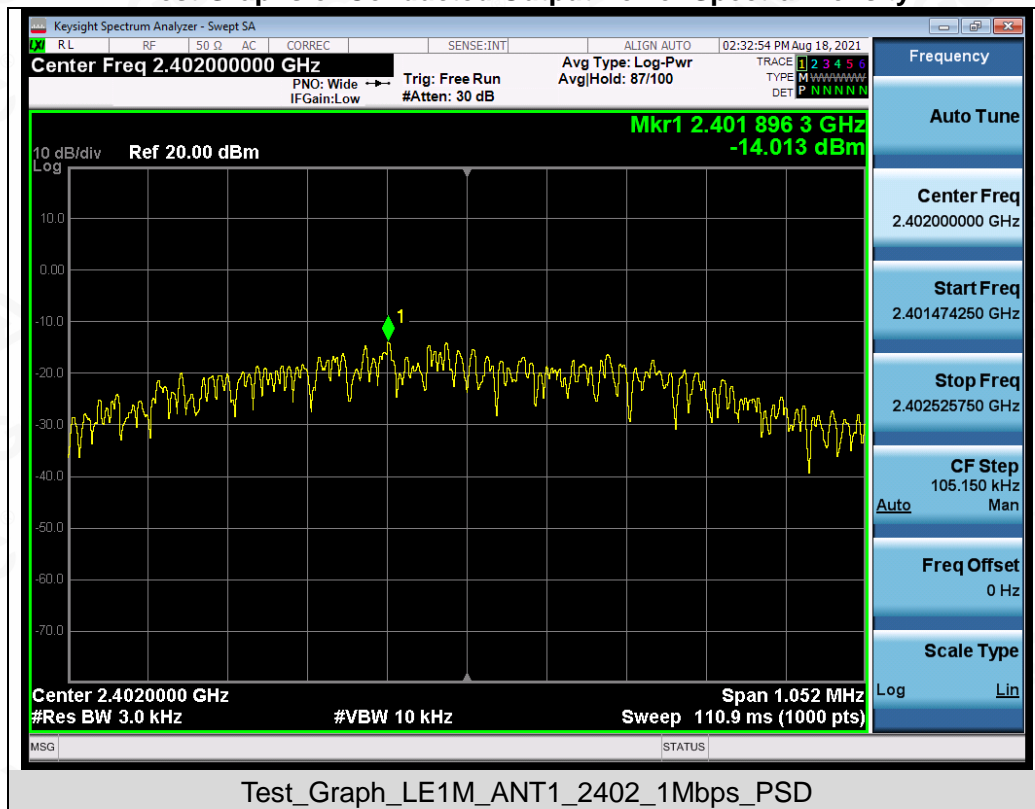 Keysight Spectrum Analyzer - Swept SA
LXI RL RF 50 Ω AC CORREC SENSE:INT ALIGN AUTO 02:32:54 PM Aug 18, 2021
Center Freq 2.402000000 GHz
PNO: Wide
IFGain:Low
Trig: Free Run
#Atten: 30 dB
Avg Type: Log-Pwr
Avg|Hold: 87/100
TRACE 1 2 3 4 5 6
TYPE M WWWWW
DET P N N N N N
Mkr1 2.401 896 3 GHz
-14.013 dBm
10 dB/div Ref 20.00 dBm
Log
10.0
0.00
-10.0
-20.0
-30.0
-40.0
-50.0
-60.0
-70.0
1
Center 2.4020000 GHz Span 1.052 MHz
#Res BW 3.0 kHz #VBW 10 kHz Sweep 110.9 ms (1000 pts)
MSG STATUS
Frequency
Auto Tune
Center Freq
2.402000000 GHz
Start Freq
2.401474250 GHz
Stop Freq
2.402525750 GHz
CF Step
105.150 kHz
Auto Man
Freq Offset
0 Hz
Scale Type
Log Lin
Test_Graph_LE1M_ANT1_2402_1Mbps_PSD